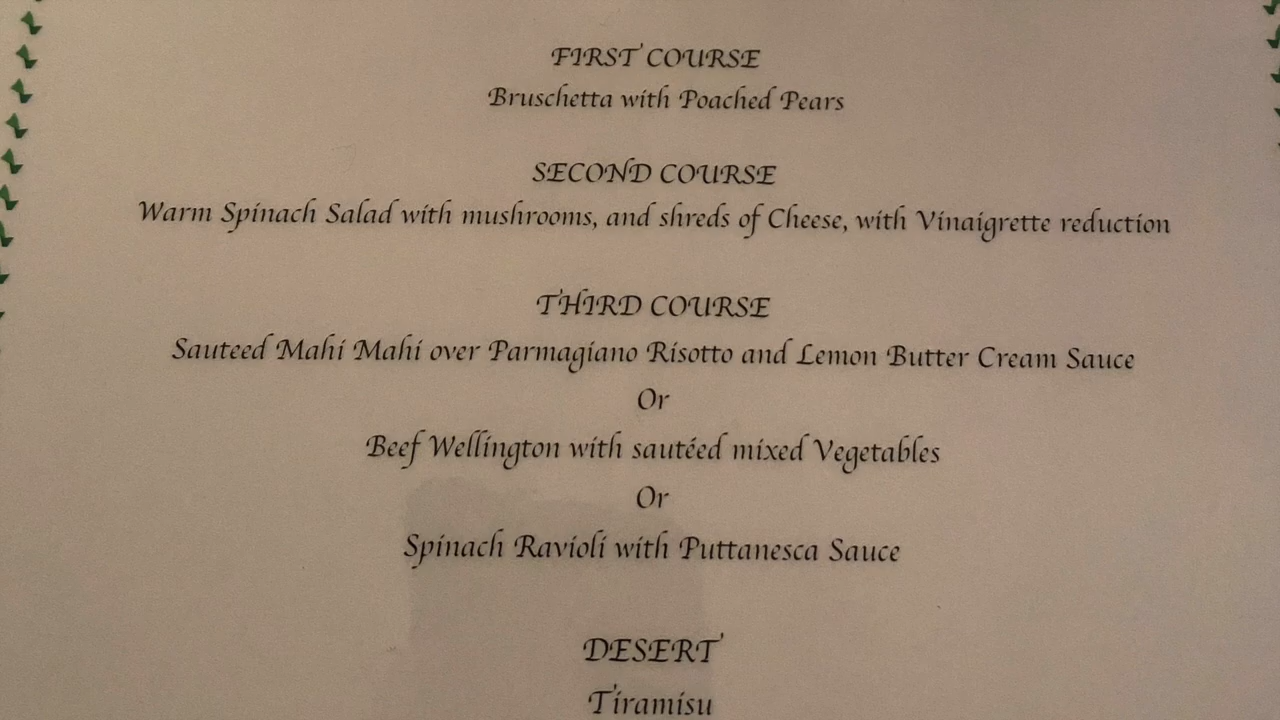 FIRST COURSE
Bruschetta with Poached Pears
SECOND COURSE
Warm Spinach Salad with mushrooms, and shreds of Cheese, with Vinaigrette reduction
THIRD COURSE
Sauteed Mahi Mahi over Parmagiano Risotto and Lemon Butter Cream Sauce
Or
Beef Wellington with sautéed mixed Vegetables
Or
Spinach Ravioli with Puttanesca Sauce
DESERT
Tiramisu